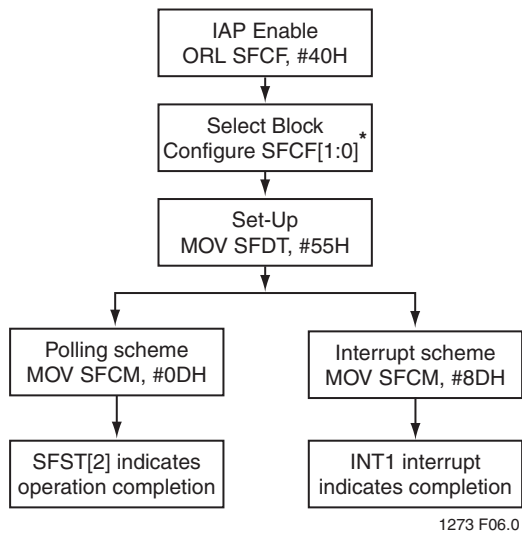 IAP Enable
ORL SFCF, #40H
Select Block
Configure SFCF[1:0]*
Set-Up
MOV SFDT, #55H
Polling scheme
MOV SFCM, #0DH
Interrupt scheme
MOV SFCM, #8DH
SFST[2] indicates
operation completion
INT1 interrupt
indicates completion
1273 F06.0